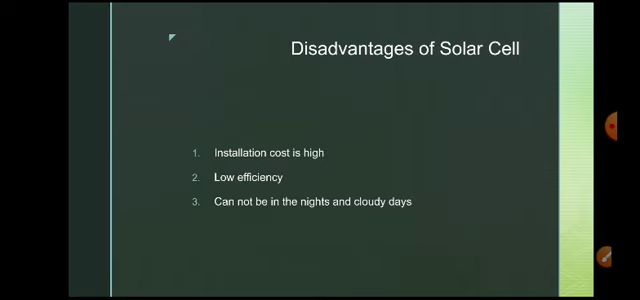 Disadvantages of Solar Cell
1. Installation cost is high
2. Low efficiency
3. Can not be in the nights and cloudy days